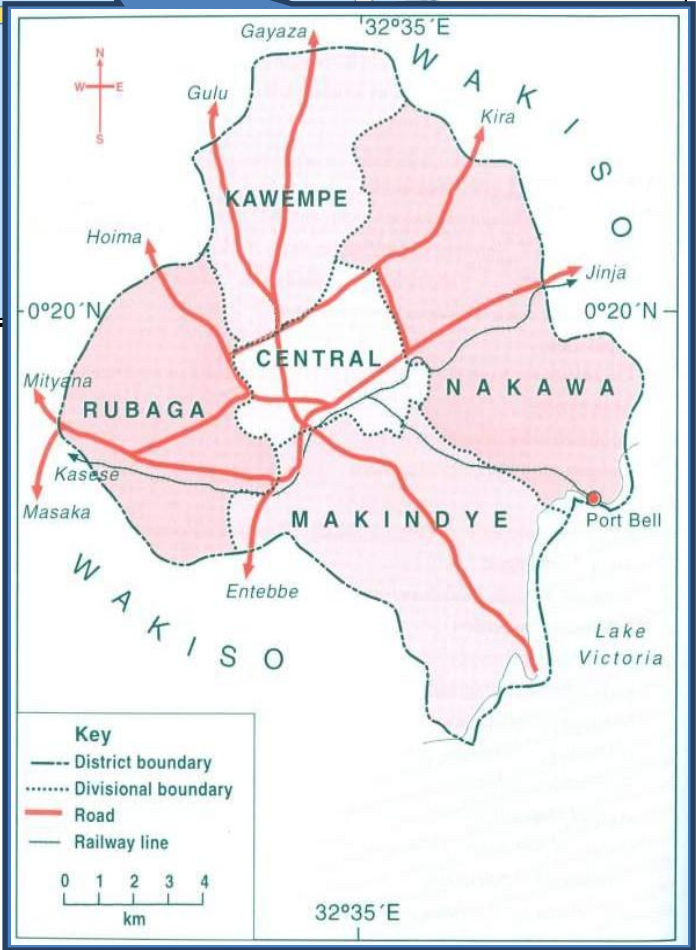 Gayaza
32°35´E
N
W E
S
WAKISO
Gulu
Kira
KAWEMPE
Hoima
Jinja
0°20´N
0°20´N
CENTRAL
Mityana
NAKAWA
RUBAGA
Kasese
Masaka
MAKINDYE
Port Bell
WAKISO
Entebbe
Lake
Victoria
Key
District boundary
Divisional boundary
Road
Railway line
0 1 2 3 4
km
32°35´E